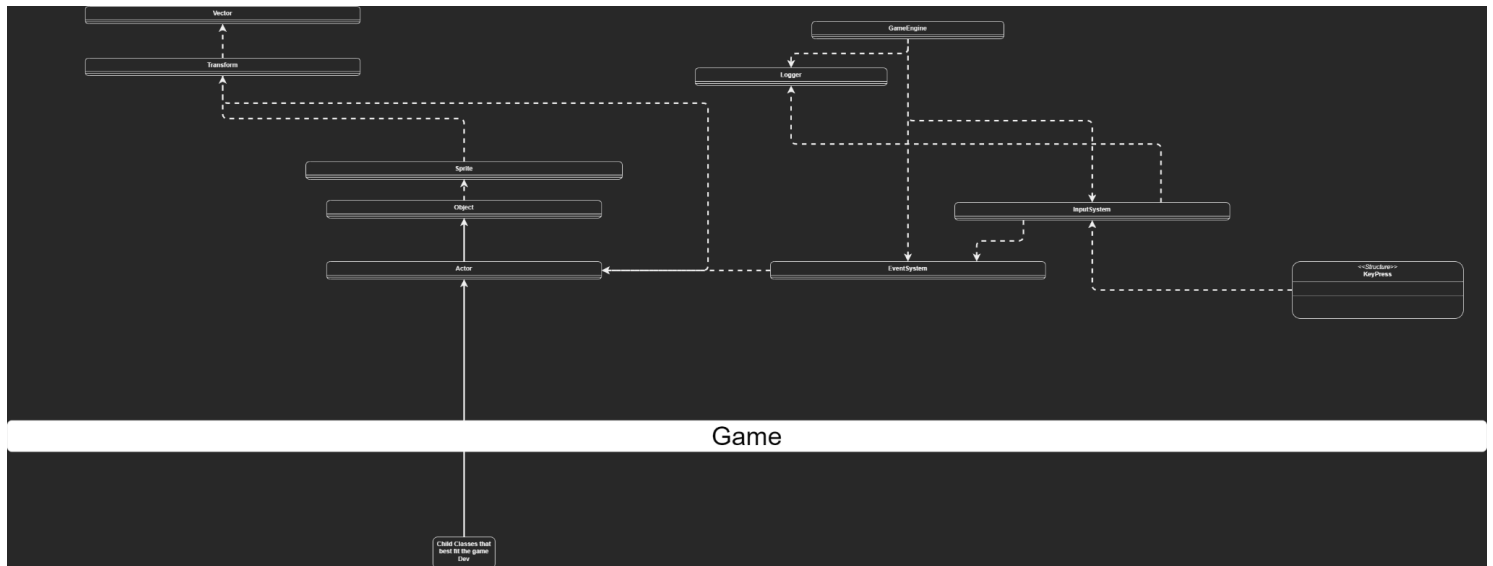 Vector
GameEngine
Transform
Logger
Sprite
Object
InputSystem
Actor
EventSystem
<<Structure>>
KeyPress
Game
Child Classes that
best fit the game
Dev